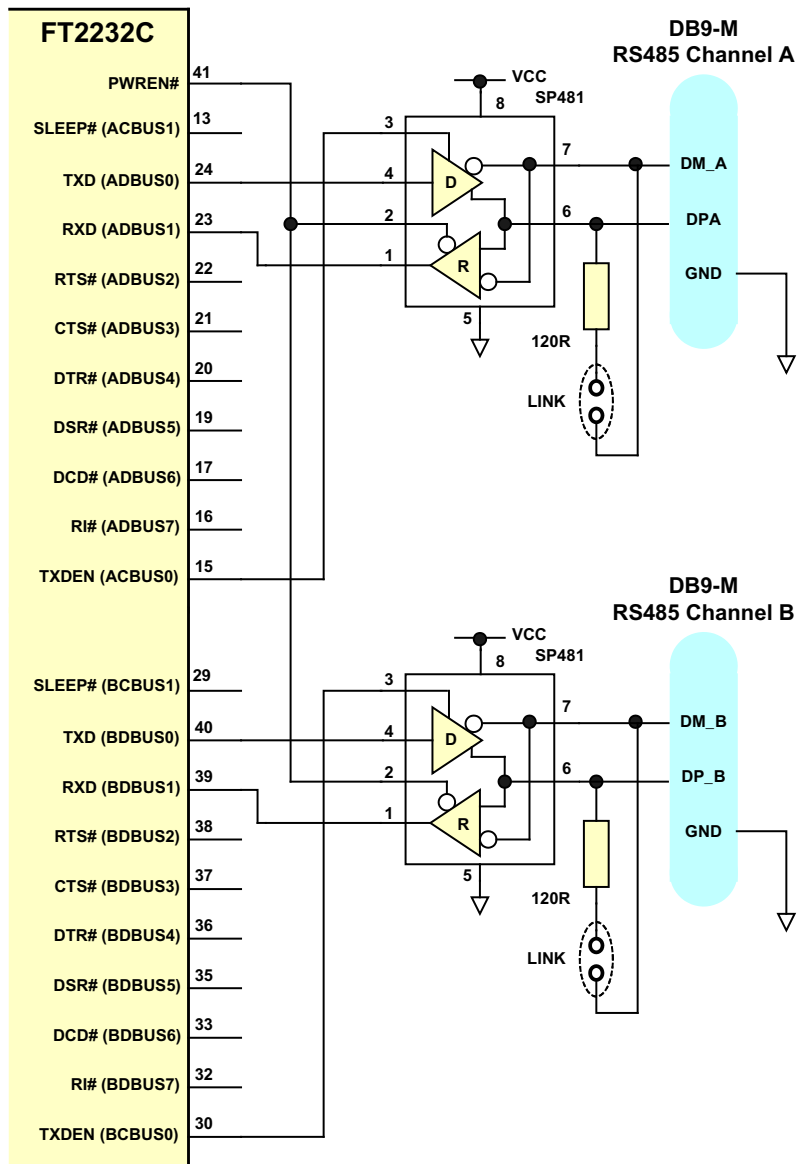 FT2232C
DB9-M
RS485 Channel A
PWREN# 41
VCC
SP481
8
SLEEP# (ACBUS1) 13
3
7
DM_A
TXD (ADBUS0) 24
4
D
RXD (ADBUS1) 23
2
6
DPA
1
R
RTS# (ADBUS2) 22
GND
CTS# (ADBUS3) 21
5
120R
DTR# (ADBUS4) 20
LINK
DSR# (ADBUS5) 19
DCD# (ADBUS6) 17
RI# (ADBUS7) 16
TXDEN (ACBUS0) 15
DB9-M
RS485 Channel B
VCC
SP481
8
SLEEP# (BCBUS1) 29
3
7
DM_B
TXD (BDBUS0) 40
4
D
RXD (BDBUS1) 39
2
6
DP_B
1
R
RTS# (BDBUS2) 38
GND
CTS# (BDBUS3) 37
5
120R
DTR# (BDBUS4) 36
LINK
DSR# (BDBUS5) 35
DCD# (BDBUS6) 33
RI# (BDBUS7) 32
TXDEN (BCBUS0) 30